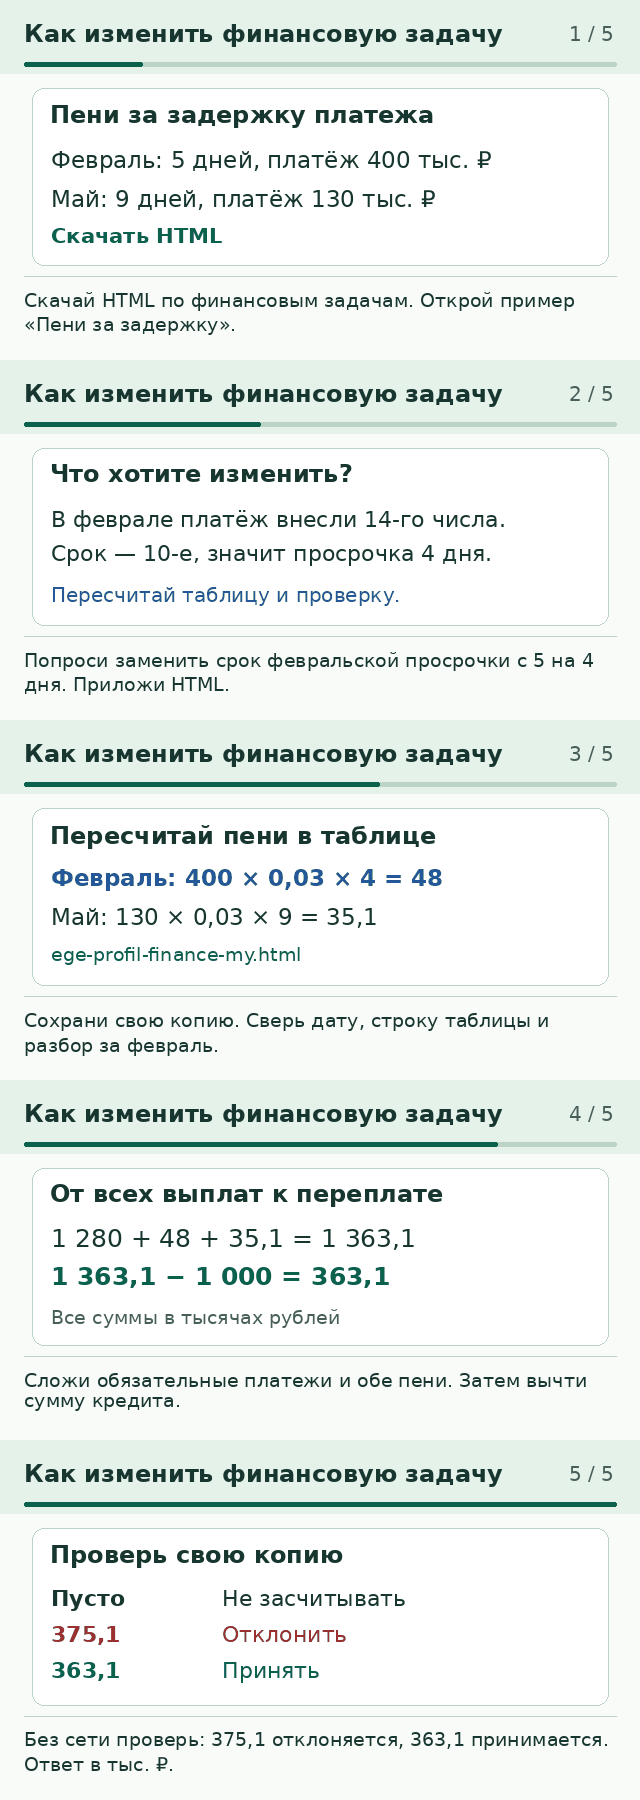 Как изменить финансовую задачу 1 / 5
Пени за задержку платежа
Февраль: 5 дней, платёж 400 тыс. ₽
Май: 9 дней, платёж 130 тыс. ₽
Скачать HTML
Скачай HTML по финансовым задачам. Открой пример
«Пени за задержку».
Как изменить финансовую задачу 2 / 5
Что хотите изменить?
В феврале платёж внесли 14-го числа.
Срок — 10-е, значит просрочка 4 дня.
Пересчитай таблицу и проверку.
Попроси заменить срок февральской просрочки с 5 на 4
дня. Приложи HTML.
Как изменить финансовую задачу 3 / 5
Пересчитай пени в таблице
Февраль: 400 × 0,03 × 4 = 48
Май: 130 × 0,03 × 9 = 35,1
ege-profil-finance-my.html
Сохрани свою копию. Сверь дату, строку таблицы и
разбор за февраль.
Как изменить финансовую задачу 4 / 5
От всех выплат к переплате
1 280 + 48 + 35,1 = 1 363,1
1 363,1 − 1 000 = 363,1
Все суммы в тысячах рублей
Сложи обязательные платежи и обе пени. Затем вычти
сумму кредита.
Как изменить финансовую задачу 5 / 5
Проверь свою копию
Пусто Не засчитывать
375,1 Отклонить
363,1 Принять
Без сети проверь: 375,1 отклоняется, 363,1 принимается.
Ответ в тыс. ₽.